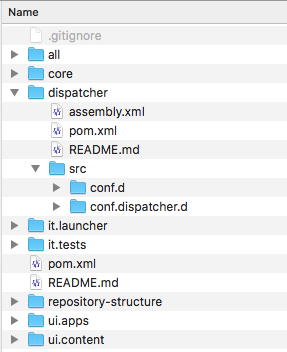 Name
.gitignore
all
core
dispatcher
assembly.xml
pom.xml
README.md
src
conf.d
conf.dispatcher.d
it.launcher
it.tests
pom.xml
README.md
repository-structure
ui.apps
ui.content